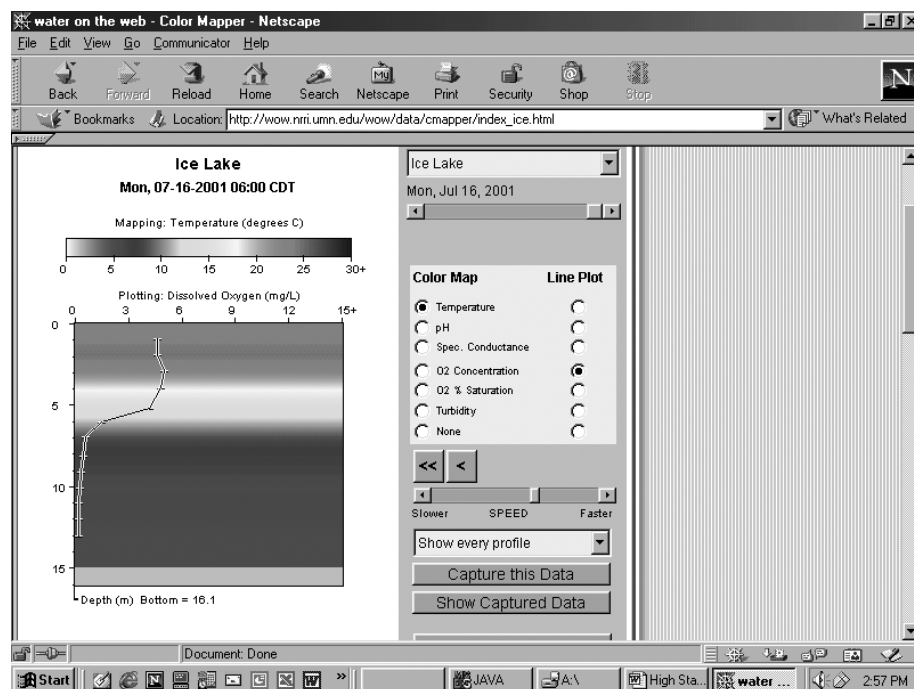 water on the web - Color Mapper - Netscape
File Edit View Go Communicator Help
Back Forward Reload Home Search Netscape Print Security Shop Stop
Bookmarks Location: http://wow.nrri.umn.edu/wow/data/cmapper/index_ice.html What's Related
Ice Lake
Mon, 07-16-2001 06:00 CDT
Mapping: Temperature (degrees C)
0 5 10 15 20 25 30+
Plotting: Dissolved Oxygen (mg/L)
0 3 6 9 12 15+
0
5
10
15
Depth (m) Bottom = 16.1
Ice Lake
Mon, Jul 16, 2001
Color Map Line Plot
Temperature
pH
Spec. Conductance
O2 Concentration
O2 % Saturation
Turbidity
None
<< <
Slower SPEED Faster
Show every profile
Capture this Data
Show Captured Data
Document: Done
Start » JAVA A:\ High Sta... water ... 2:57 PM